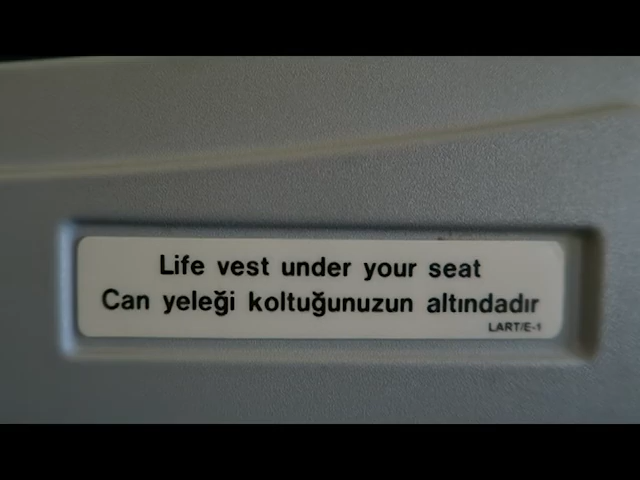 Life vest under your seat
Can yeleği koltuğunuzun altındadır
LART/E-1